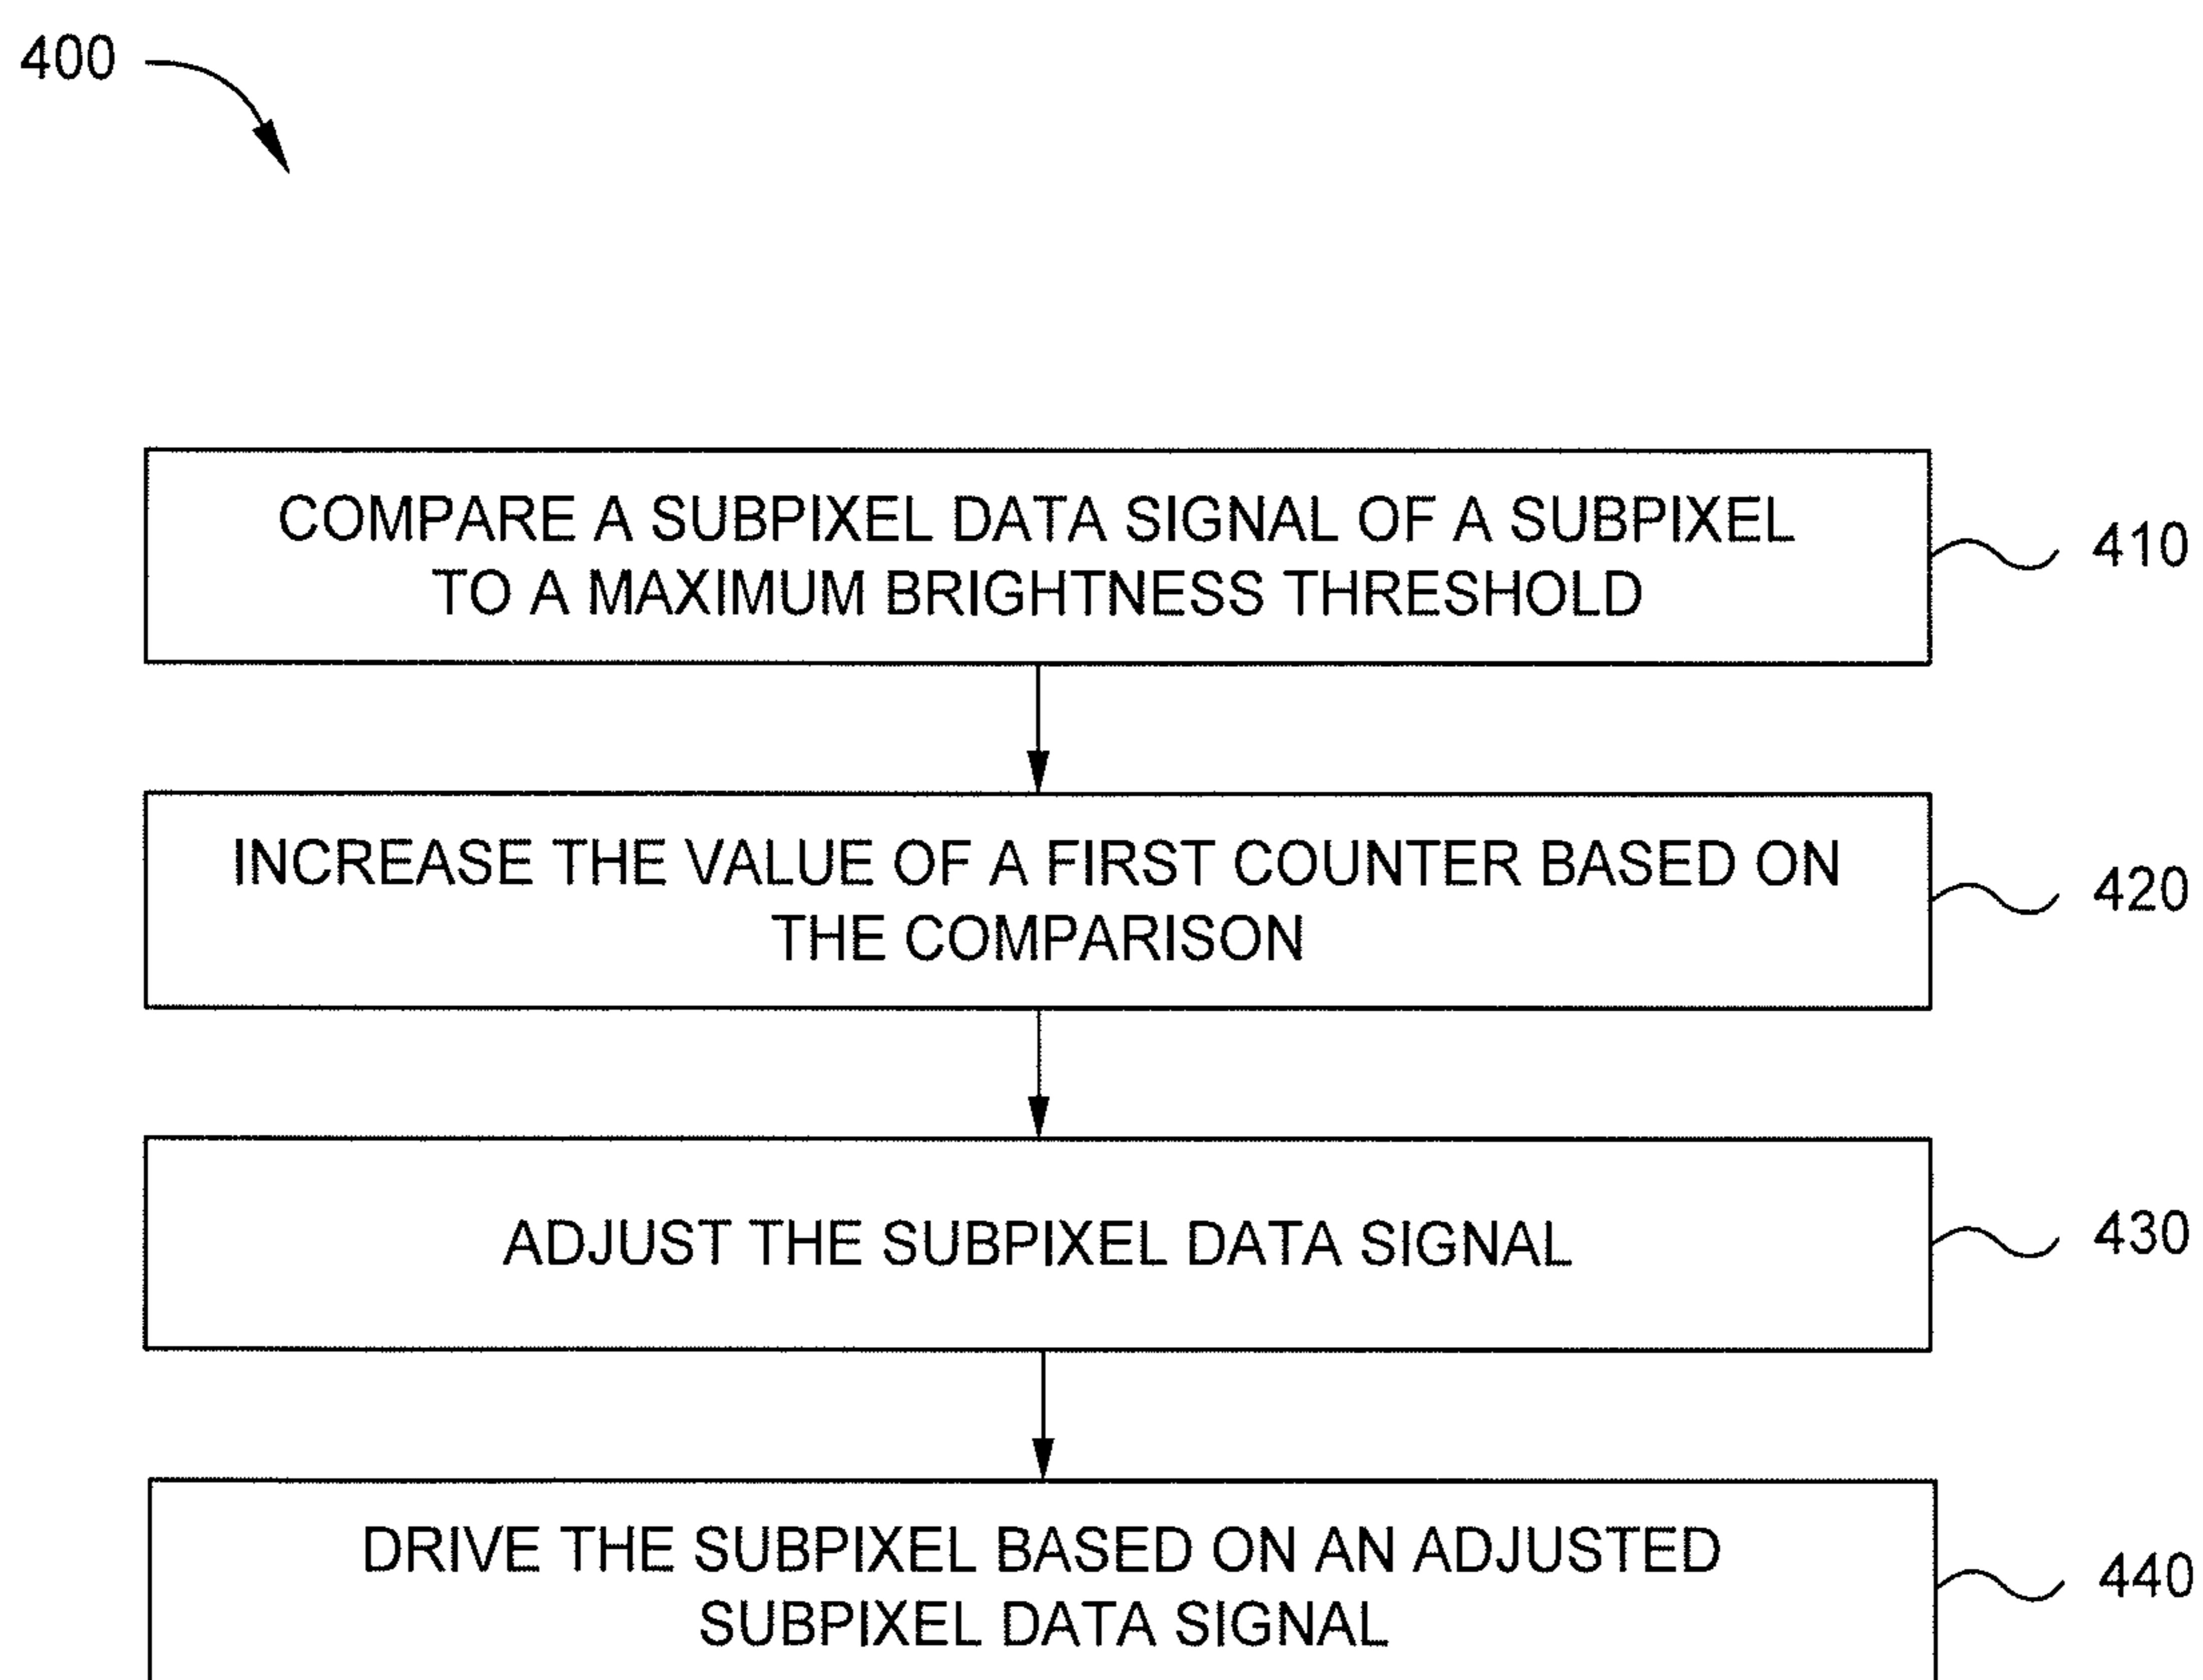 400
COMPARE A SUBPIXEL DATA SIGNAL OF A SUBPIXEL
TO A MAXIMUM BRIGHTNESS THRESHOLD
410
INCREASE THE VALUE OF A FIRST COUNTER BASED ON
THE COMPARISON
420
ADJUST THE SUBPIXEL DATA SIGNAL
430
DRIVE THE SUBPIXEL BASED ON AN ADJUSTED
SUBPIXEL DATA SIGNAL
440